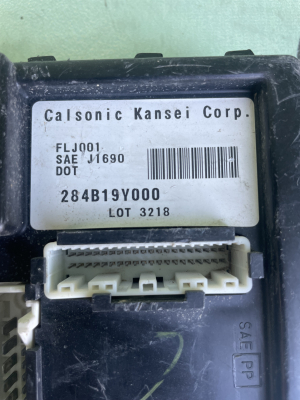 Calsonic Kansei Corp.
FLJ001
SAE J1690
DOT
284B19Y000
LOT 3218
SAE PP